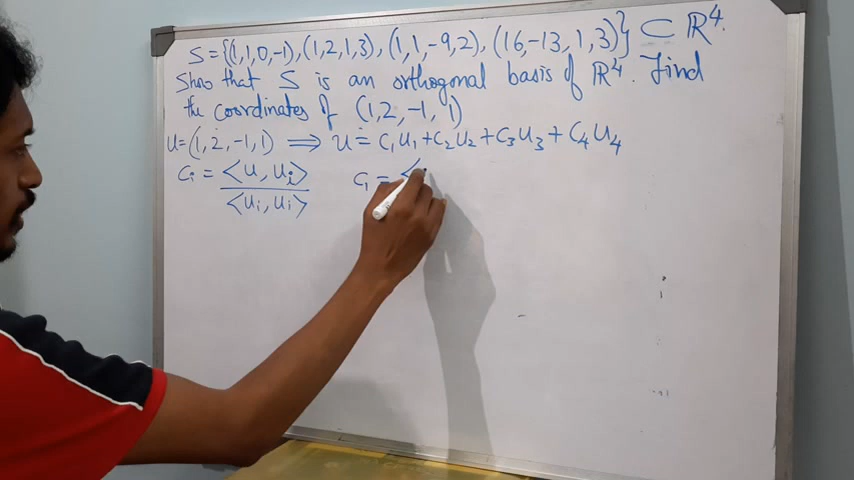 S = {(1,1,0,-1), (1,2,1,3), (1,1,-9,2), (16,-13,1,3)} ⊂ ℝ⁴.
Show that S is an orthogonal basis of ℝ⁴. Find
the coordinates of (1,2,-1,1)
u = (1,2,-1,1) ⟹ u = c₁u₁ + c₂u₂ + c₃u₃ + c₄u₄
cᵢ = <u, uᵢ> / <uᵢ, uᵢ> c₁ = <